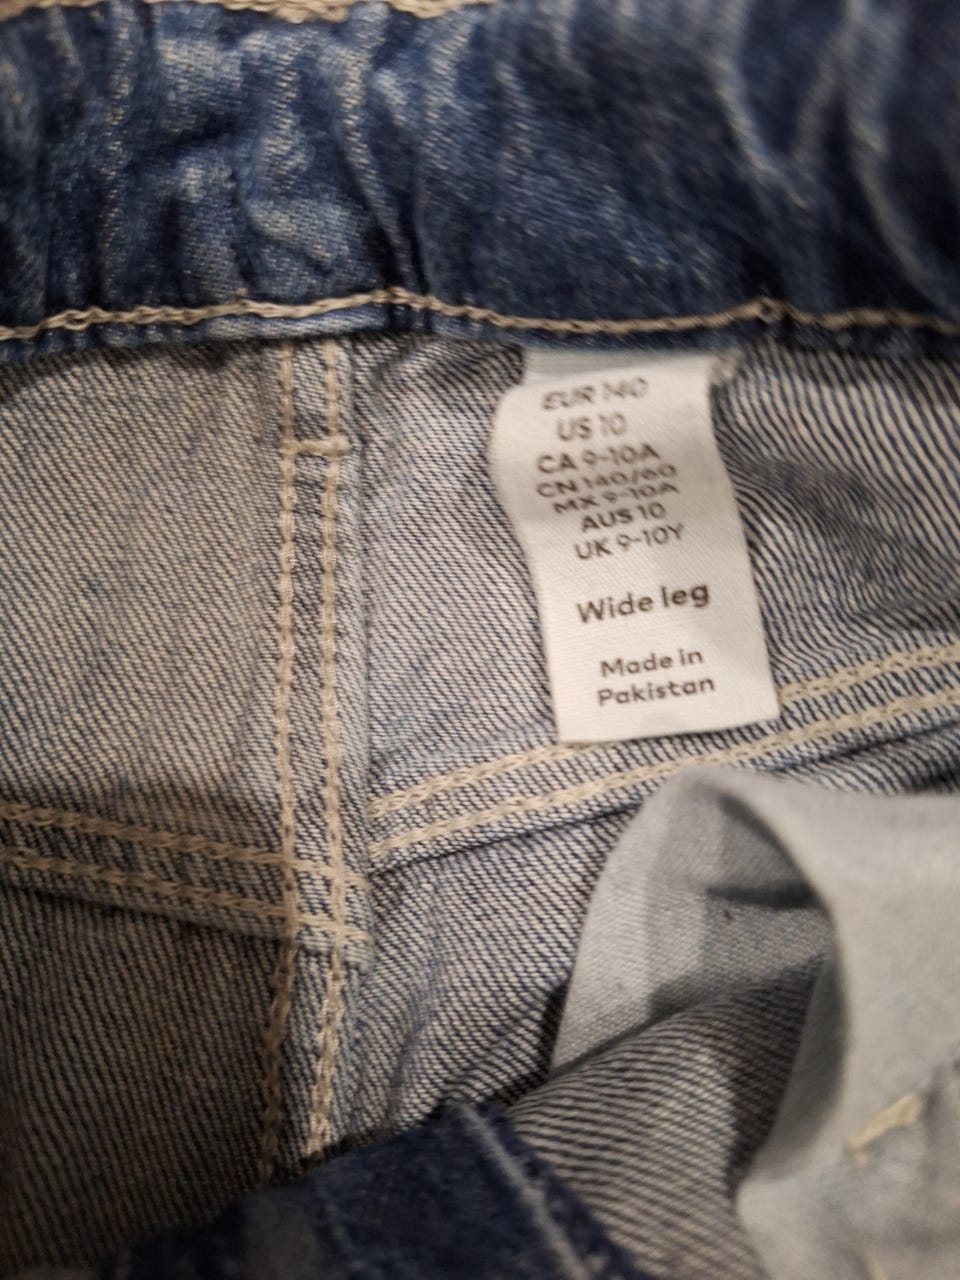 EUR 140
US 10
CA 9-10A
CN 140/60
MX 9-10A
AUS 10
UK 9-10Y
Wide leg
Made in
Pakistan